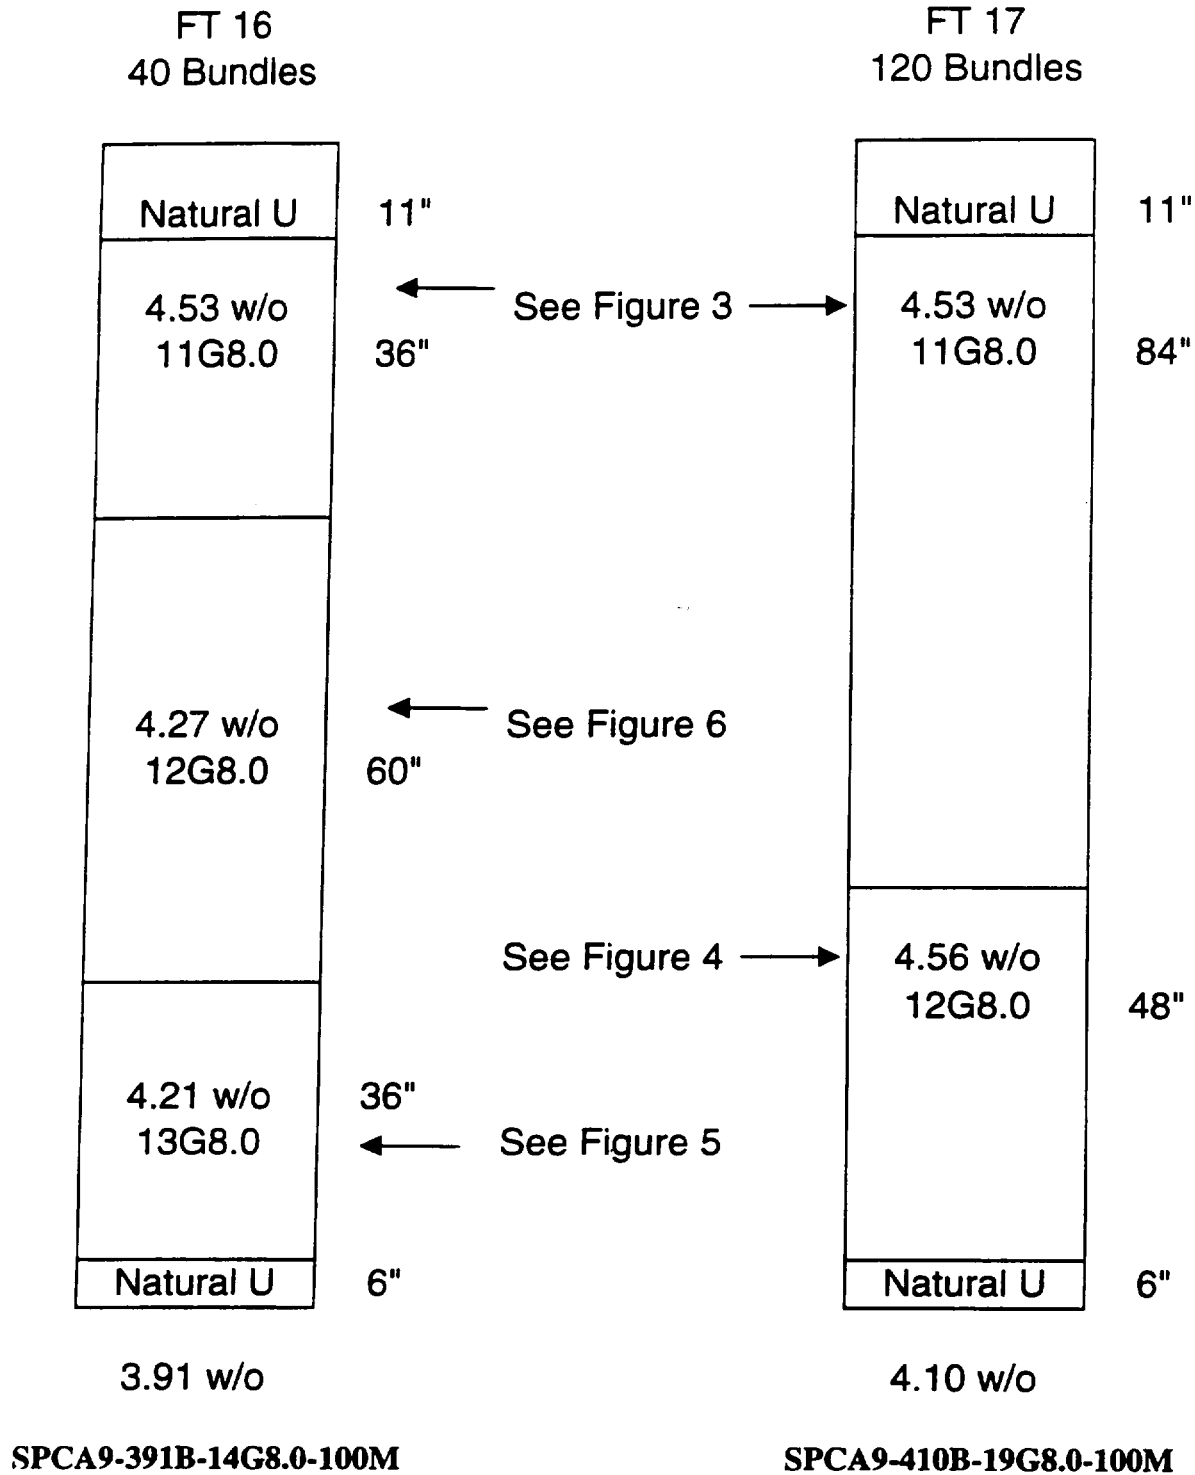 FT 16
40 Bundles
FT 17
120 Bundles
Natural U
11"
Natural U
11"
4.53 w/o
11G8.0
36"
See Figure 3
4.53 w/o
11G8.0
84"
4.27 w/o
12G8.0
60"
See Figure 6
See Figure 4
4.56 w/o
12G8.0
48"
4.21 w/o
13G8.0
36"
See Figure 5
Natural U
6"
Natural U
6"
3.91 w/o
4.10 w/o
SPCA9-391B-14G8.0-100M
SPCA9-410B-19G8.0-100M